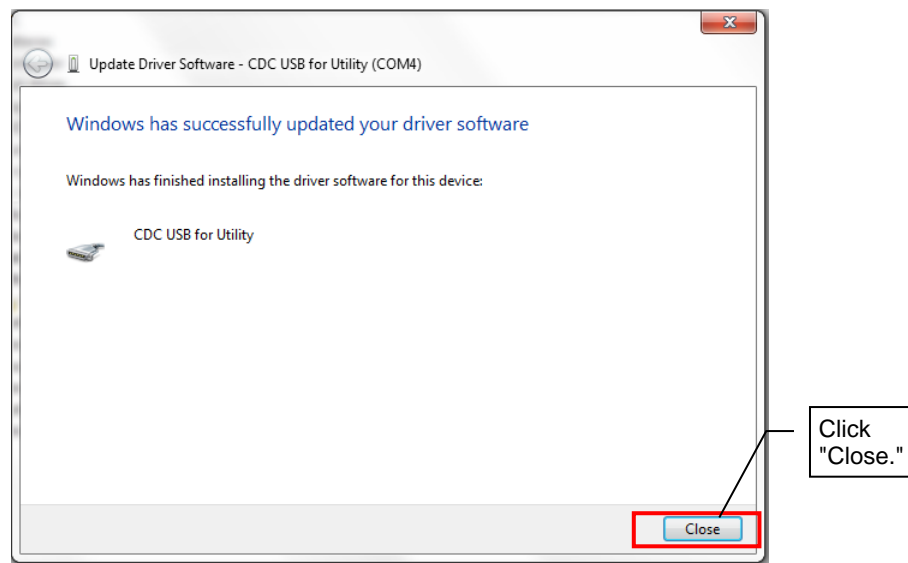 Update Driver Software - CDC USB for Utility (COM4)
Windows has successfully updated your driver software
Windows has finished installing the driver software for this device:
CDC USB for Utility
Click
"Close."
Close